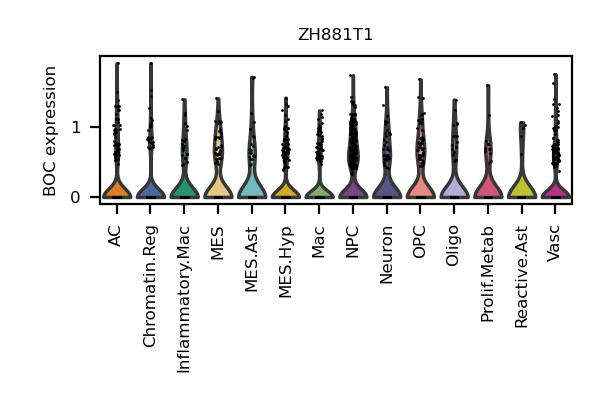 ZH881T1
BOC expression
1
0
AC
Chromatin.Reg
Inflammatory.Mac
MES
MES.Ast
MES.Hyp
Mac
NPC
Neuron
OPC
Oligo
Prolif.Metab
Reactive.Ast
Vasc